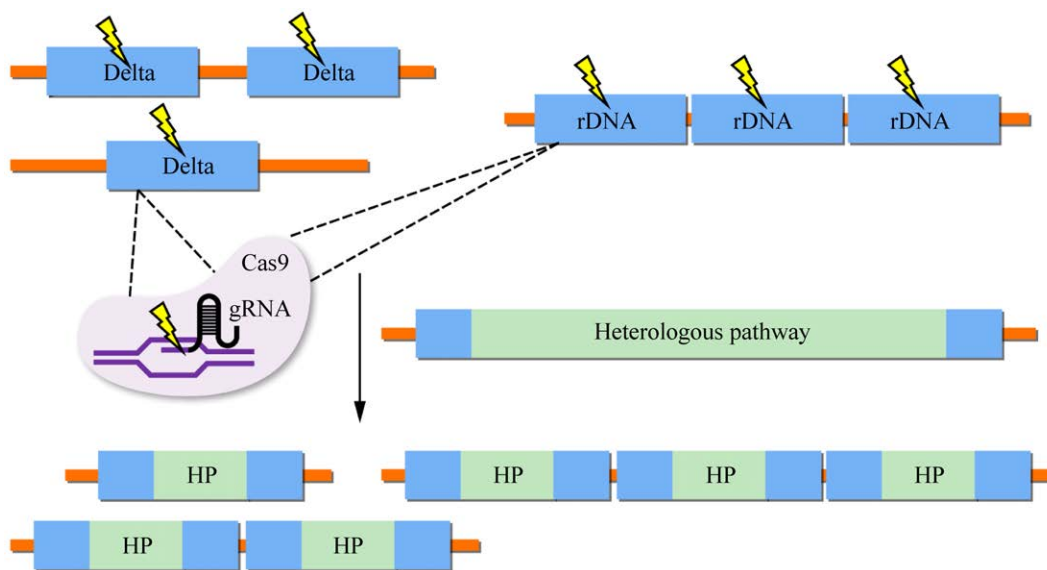 Delta
Delta
Delta
rDNA
rDNA
rDNA
Cas9
gRNA
Heterologous pathway
HP
HP
HP
HP
HP
HP